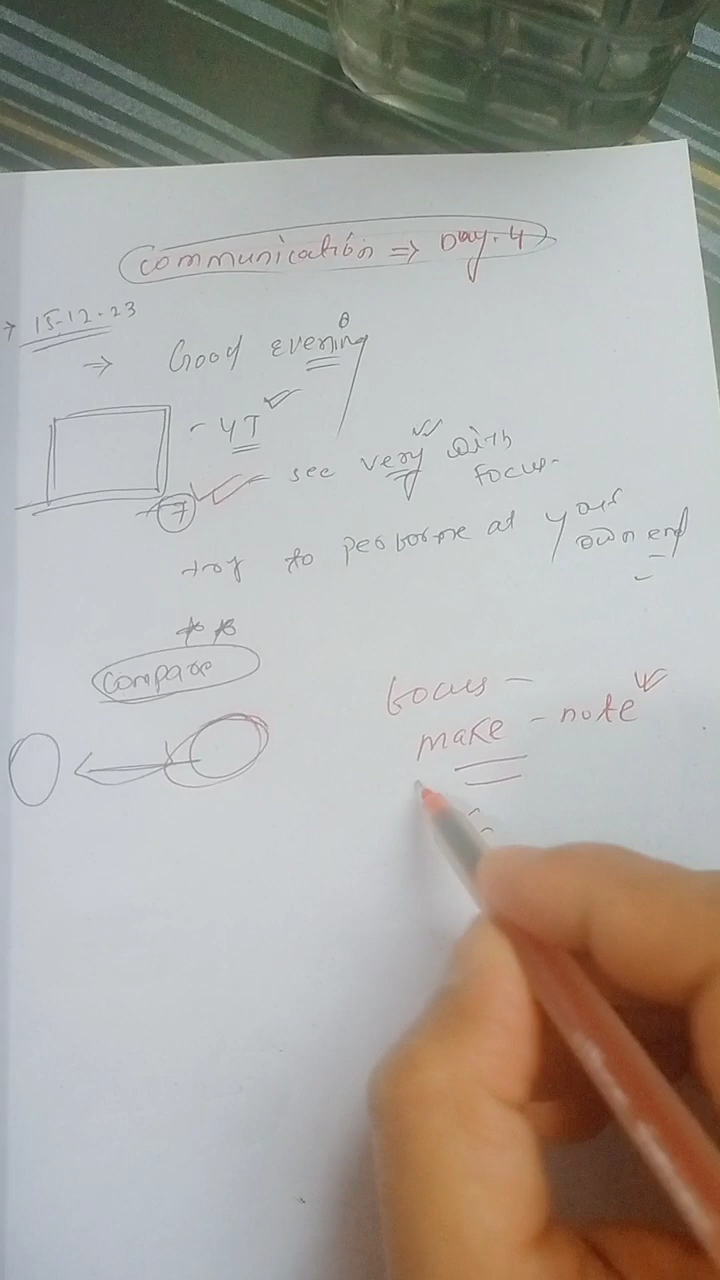 Communication ⇒ Day. 4
→ 15-12-23
⇒ Good evening
- YT
7 see very with focus-
try to perborme at your own end
Compare
focus -
make - note